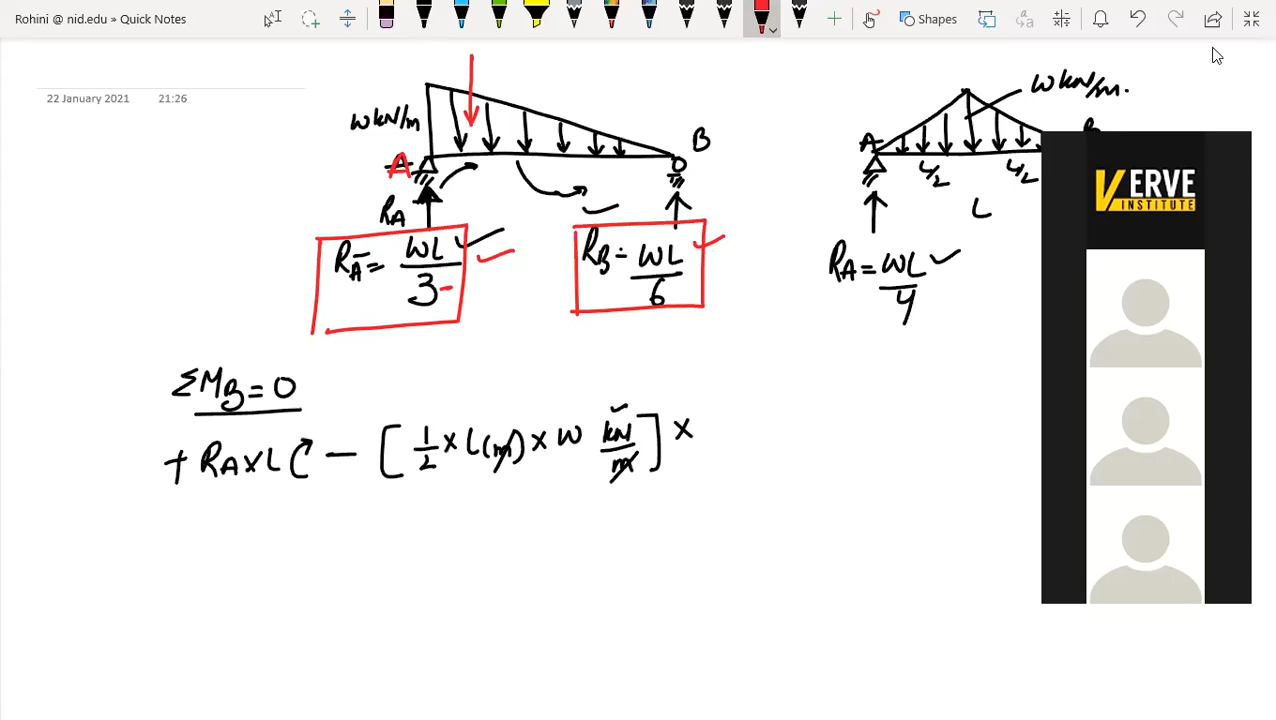 Rohini @ nid.edu » Quick Notes
Shapes
22 January 2021 21:26
w kN/m
A
B
RA
RA = wL/3
RB = wL/6
w kN/m.
A
L/2
L/2
L
RA = wL/4
VERVE
INSTITUTE
ΣMB = 0
+ RA x L - [ 1/2 x L(m) x w kN/m ] x